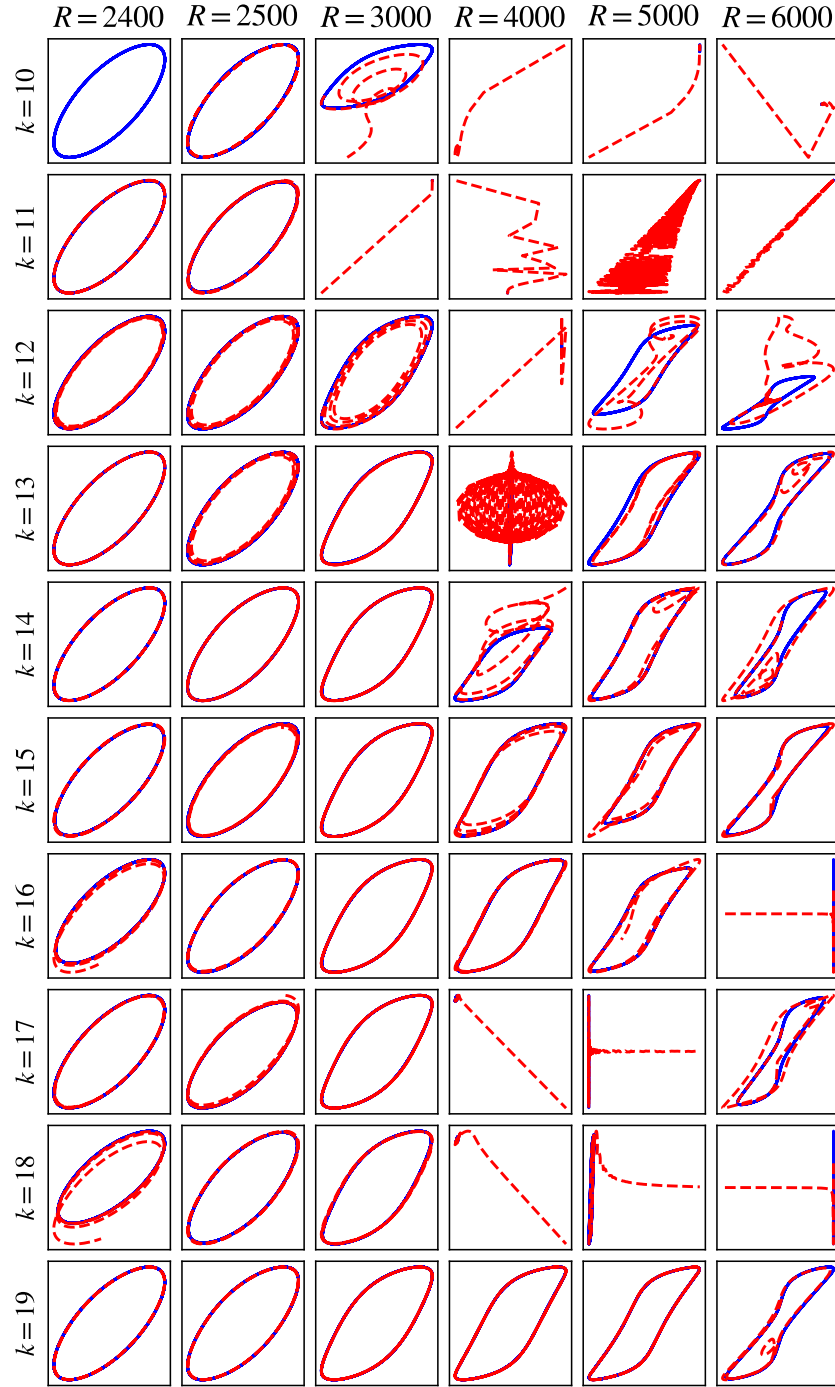 R = 2400 R = 2500 R = 3000 R = 4000 R = 5000 R = 6000
k = 10
k = 11
k = 12
k = 13
k = 14
k = 15
k = 16
k = 17
k = 18
k = 19